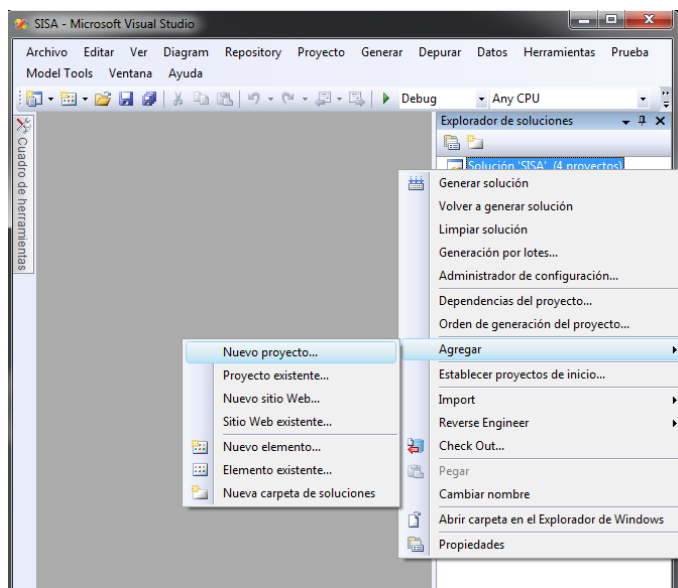 SISA - Microsoft Visual Studio
Archivo Editar Ver Diagram Repository Proyecto Generar Depurar Datos Herramientas Prueba
Model Tools Ventana Ayuda
Debug Any CPU
Cuadro de herramientas
Explorador de soluciones
Solución 'SISA' (4 proyectos)
Generar solución
Volver a generar solución
Limpiar solución
Generación por lotes...
Administrador de configuración...
Dependencias del proyecto...
Orden de generación del proyecto...
Agregar
Establecer proyectos de inicio...
Import
Reverse Engineer
Check Out...
Pegar
Cambiar nombre
Abrir carpeta en el Explorador de Windows
Propiedades
Nuevo proyecto...
Proyecto existente...
Nuevo sitio Web...
Sitio Web existente...
Nuevo elemento...
Elemento existente...
Nueva carpeta de soluciones